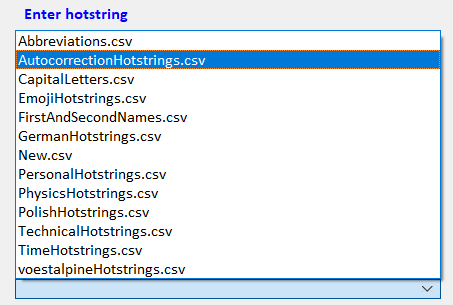 Enter hotstring
Abbreviations.csv
AutocorrectionHotstrings.csv
CapitalLetters.csv
EmojiHotstrings.csv
FirstAndSecondNames.csv
GermanHotstrings.csv
New.csv
PersonalHotstrings.csv
PhysicsHotstrings.csv
PolishHotstrings.csv
TechnicalHotstrings.csv
TimeHotstrings.csv
voestalpineHotstrings.csv